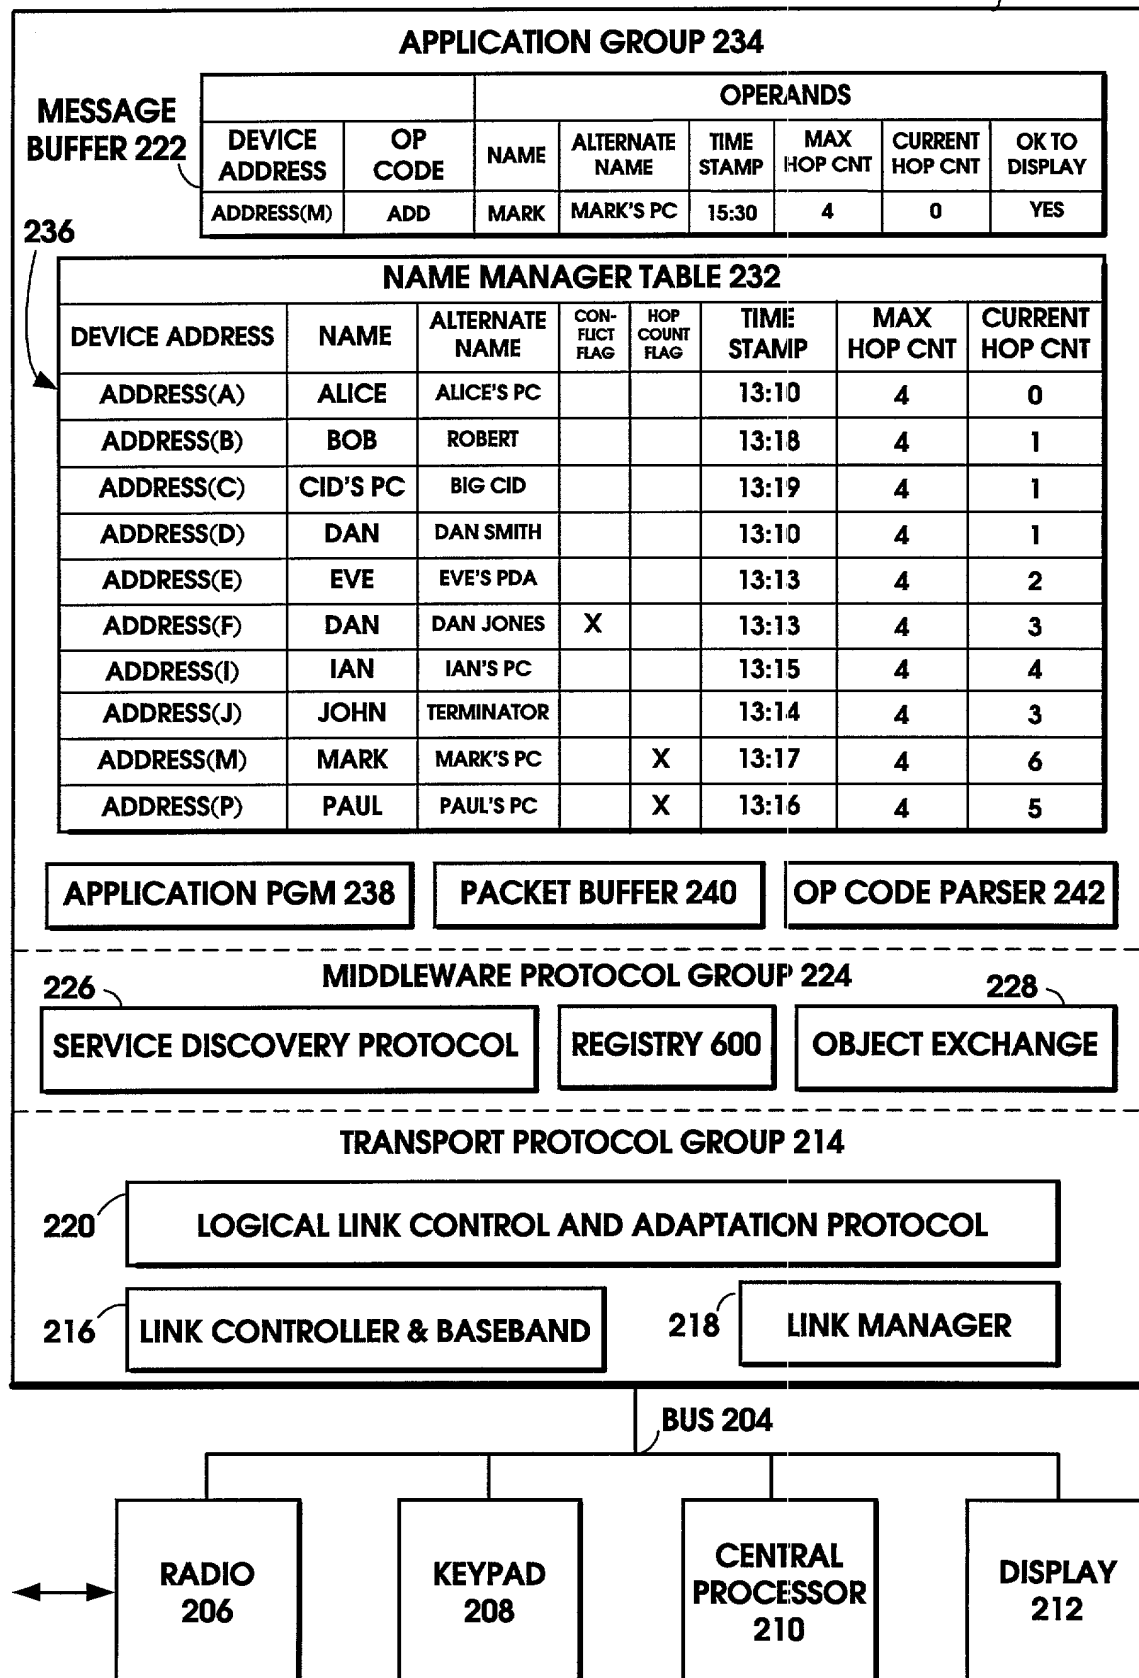 APPLICATION GROUP 234
MESSAGE BUFFER 222
OPERANDS
DEVICE ADDRESS OP CODE NAME ALTERNATE NAME TIME STAMP MAX HOP CNT CURRENT HOP CNT OK TO DISPLAY
ADDRESS(M) ADD MARK MARK'S PC 15:30 4 0 YES
236
NAME MANAGER TABLE 232
DEVICE ADDRESS NAME ALTERNATE NAME CON-FLICT FLAG HOP COUNT FLAG TIME STAMP MAX HOP CNT CURRENT HOP CNT
ADDRESS(A) ALICE ALICE'S PC 13:10 4 0
ADDRESS(B) BOB ROBERT 13:18 4 1
ADDRESS(C) CID'S PC BIG CID 13:19 4 1
ADDRESS(D) DAN DAN SMITH 13:10 4 1
ADDRESS(E) EVE EVE'S PDA 13:13 4 2
ADDRESS(F) DAN DAN JONES X 13:13 4 3
ADDRESS(I) IAN IAN'S PC 13:15 4 4
ADDRESS(J) JOHN TERMINATOR 13:14 4 3
ADDRESS(M) MARK MARK'S PC X 13:17 4 6
ADDRESS(P) PAUL PAUL'S PC X 13:16 4 5
APPLICATION PGM 238 PACKET BUFFER 240 OP CODE PARSER 242
MIDDLEWARE PROTOCOL GROUP 224
226 228
SERVICE DISCOVERY PROTOCOL REGISTRY 600 OBJECT EXCHANGE
TRANSPORT PROTOCOL GROUP 214
220 LOGICAL LINK CONTROL AND ADAPTATION PROTOCOL
216 LINK CONTROLLER & BASEBAND 218 LINK MANAGER
BUS 204
RADIO 206 KEYPAD 208 CENTRAL PROCESSOR 210 DISPLAY 212